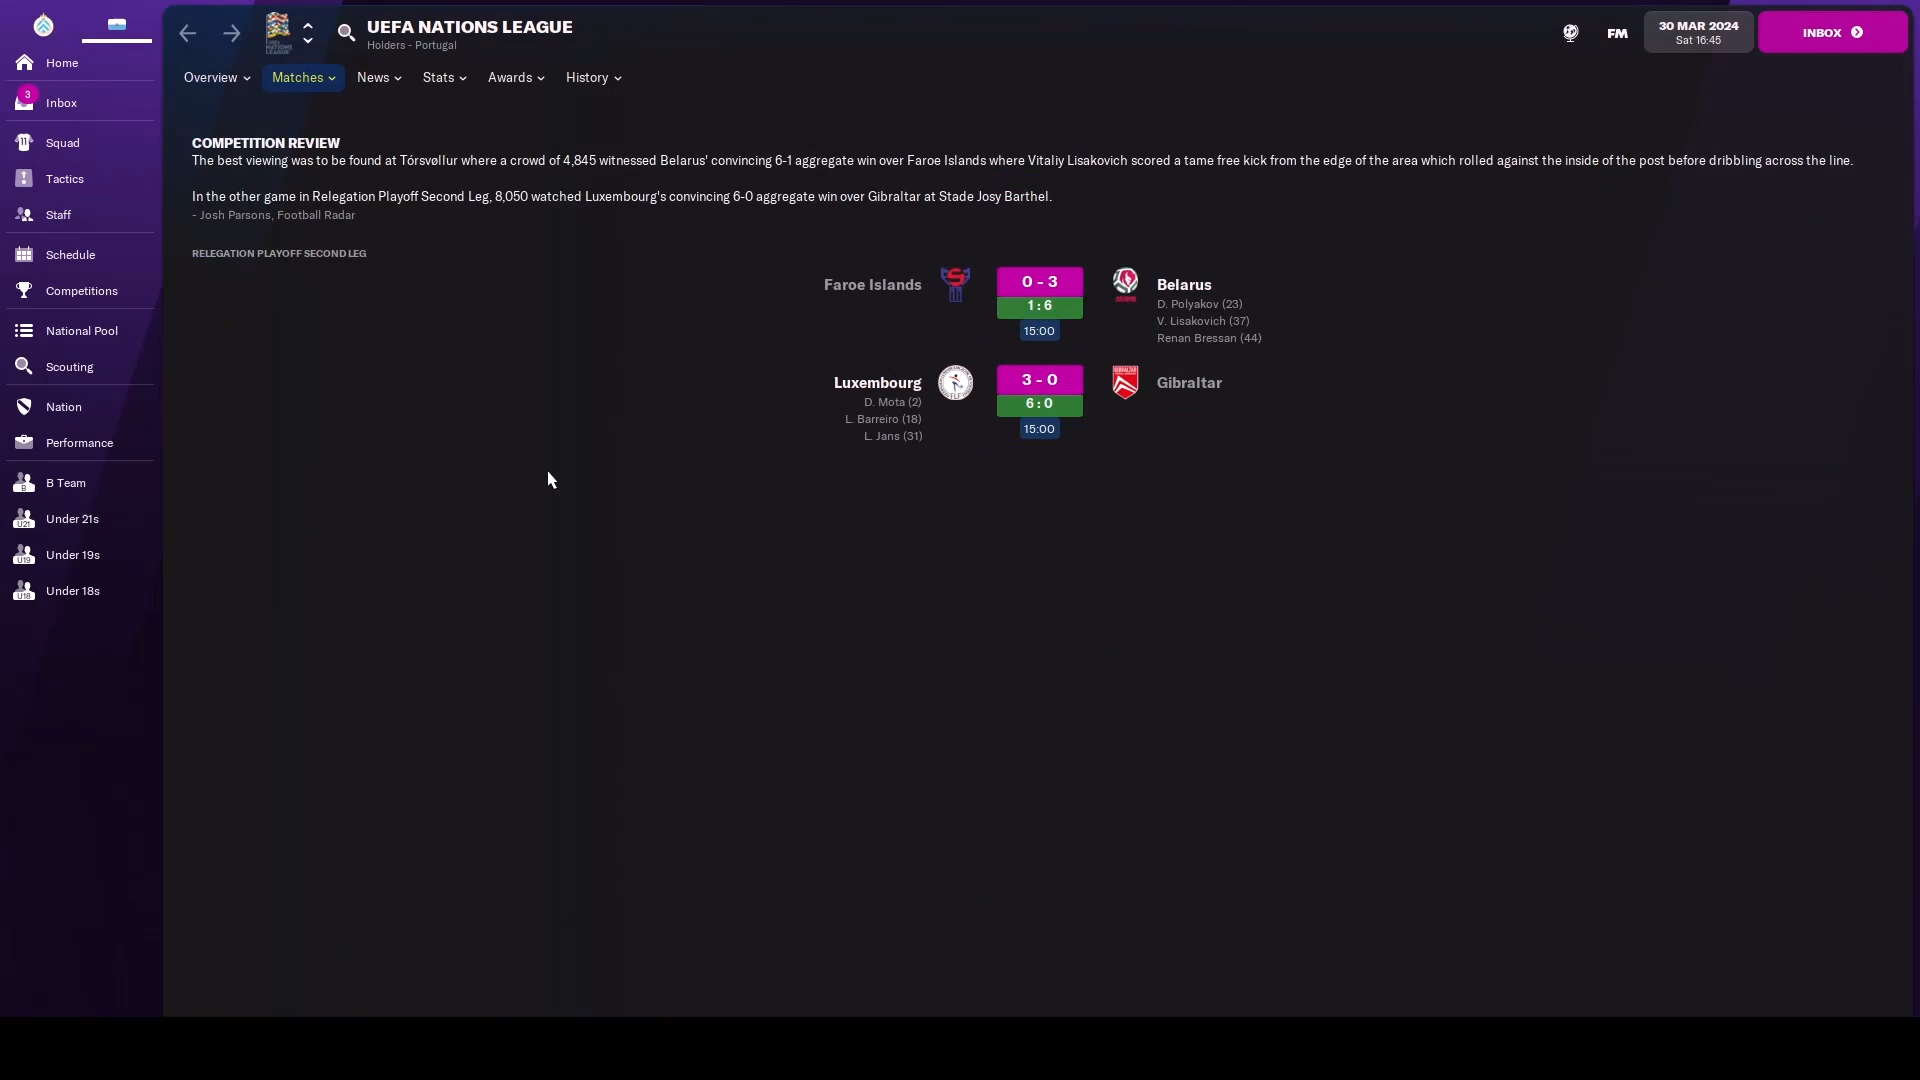 UEFA NATIONS LEAGUE
Holders - Portugal
FM
30 MAR 2024
Sat 16:45
INBOX
Overview
Matches
News
Stats
Awards
History
Home
3
Inbox
11
Squad
Tactics
Staff
Schedule
Competitions
National Pool
Scouting
Nation
Performance
B
B Team
U21
Under 21s
U19
Under 19s
U18
Under 18s
COMPETITION REVIEW
The best viewing was to be found at Tórsvøllur where a crowd of 4,845 witnessed Belarus' convincing 6-1 aggregate win over Faroe Islands where Vitaliy Lisakovich scored a tame free kick from the edge of the area which rolled against the inside of the post before dribbling across the line.
In the other game in Relegation Playoff Second Leg, 8,050 watched Luxembourg's convincing 6-0 aggregate win over Gibraltar at Stade Josy Barthel.
- Josh Parsons, Football Radar
RELEGATION PLAYOFF SECOND LEG
Faroe Islands 0 - 3 Belarus
1 : 6
15:00
D. Polyakov (23)
V. Lisakovich (37)
Renan Bressan (44)
Luxembourg 3 - 0 Gibraltar
6 : 0
15:00
D. Mota (2)
L. Barreiro (18)
L. Jans (31)
FLF
GIBRALTAR